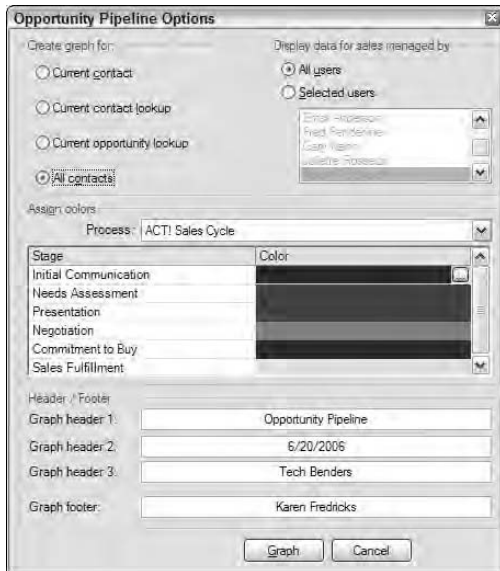 Opportunity Pipeline Options
Create graph for:
Current contact
Current contact lookup
Current opportunity lookup
All contacts
Display data for sales managed by
All users
Selected users
Assign colors
Process: ACT! Sales Cycle
Stage Color
Initial Communication
Needs Assessment
Presentation
Negotiation
Commitment to Buy
Sales Fulfillment
Header / Footer
Graph header 1: Opportunity Pipeline
Graph header 2: 6/20/2006
Graph header 3: Tech Benders
Graph footer: Karen Fredricks
Graph Cancel